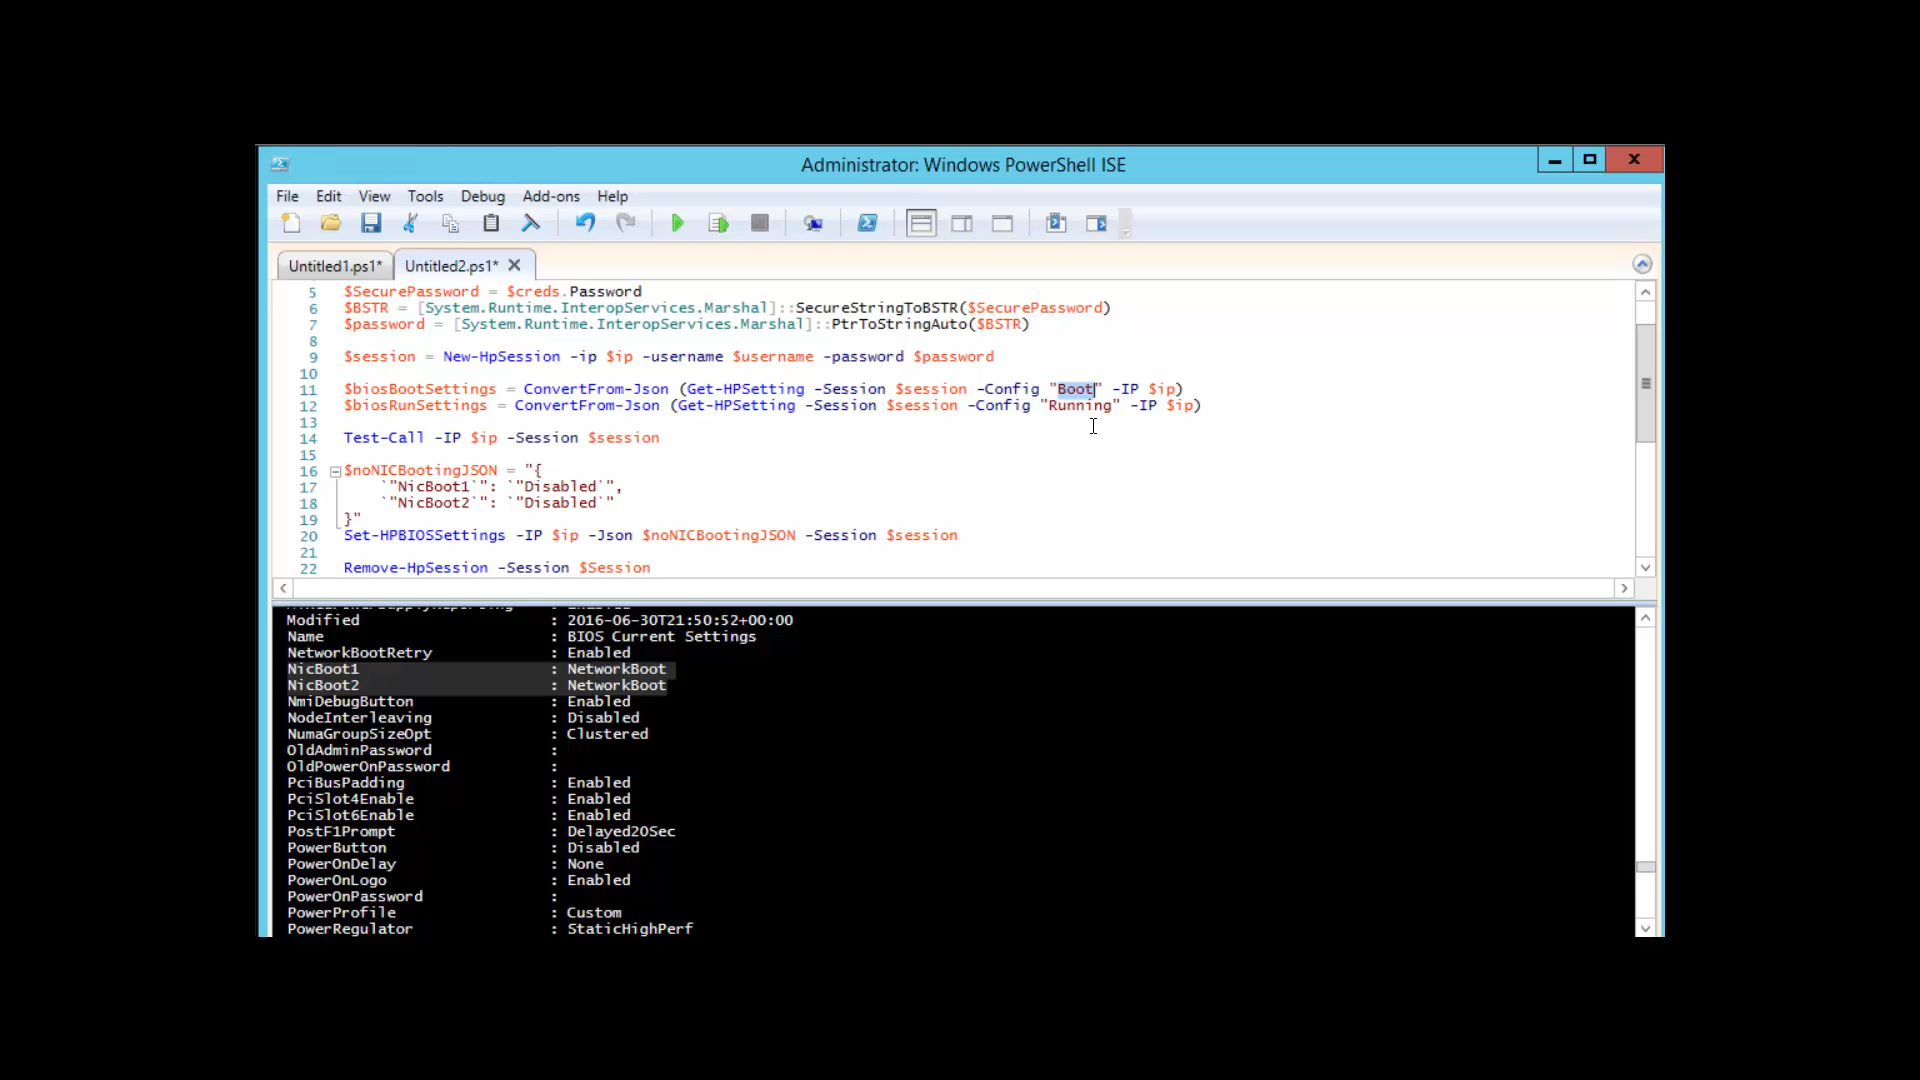 Administrator: Windows PowerShell ISE
File Edit View Tools Debug Add-ons Help
Untitled1.ps1* Untitled2.ps1*
5 $SecurePassword = $creds.Password
6 $BSTR = [System.Runtime.InteropServices.Marshal]::SecureStringToBSTR($SecurePassword)
7 $password = [System.Runtime.InteropServices.Marshal]::PtrToStringAuto($BSTR)
8
9 $session = New-HpSession -ip $ip -username $username -password $password
10
11 $biosBootSettings = ConvertFrom-Json (Get-HPSetting -Session $session -Config "Boot" -IP $ip)
12 $biosRunSettings = ConvertFrom-Json (Get-HPSetting -Session $session -Config "Running" -IP $ip)
13
14 Test-Call -IP $ip -Session $session
15
16 $noNICBootingJSON = "{
17 `"NicBoot1`": `"Disabled`",
18 `"NicBoot2`": `"Disabled`"
19 }"
20 Set-HPBIOSSettings -IP $ip -Json $noNICBootingJSON -Session $session
21
22 Remove-HpSession -Session $Session
Modified : 2016-06-30T21:50:52+00:00
Name : BIOS Current Settings
NetworkBootRetry : Enabled
NicBoot1 : NetworkBoot
NicBoot2 : NetworkBoot
NmiDebugButton : Enabled
NodeInterleaving : Disabled
NumaGroupSizeOpt : Clustered
OldAdminPassword :
OldPowerOnPassword :
PciBusPadding : Enabled
PciSlot4Enable : Enabled
PciSlot6Enable : Enabled
PostF1Prompt : Delayed20Sec
PowerButton : Disabled
PowerOnDelay : None
PowerOnLogo : Enabled
PowerOnPassword :
PowerProfile : Custom
PowerRegulator : StaticHighPerf